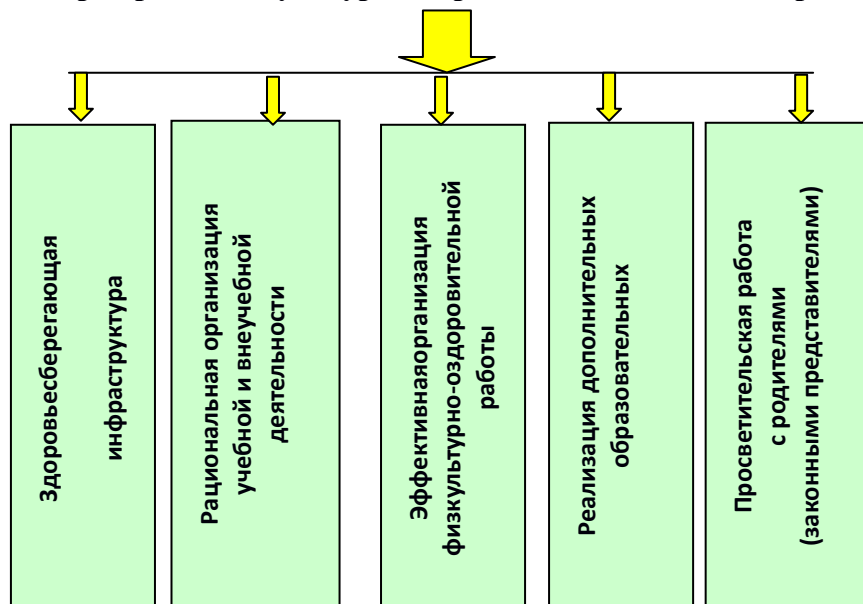 Здоровьесберегающая
инфраструктура
Рациональная организация
учебной и внеучебной
деятельности
Эффективнаяорганизация
физкультурно-оздоровительной
работы
Реализация дополнительных
образовательных
Просветительская работа
с родителями
(законными представителями)